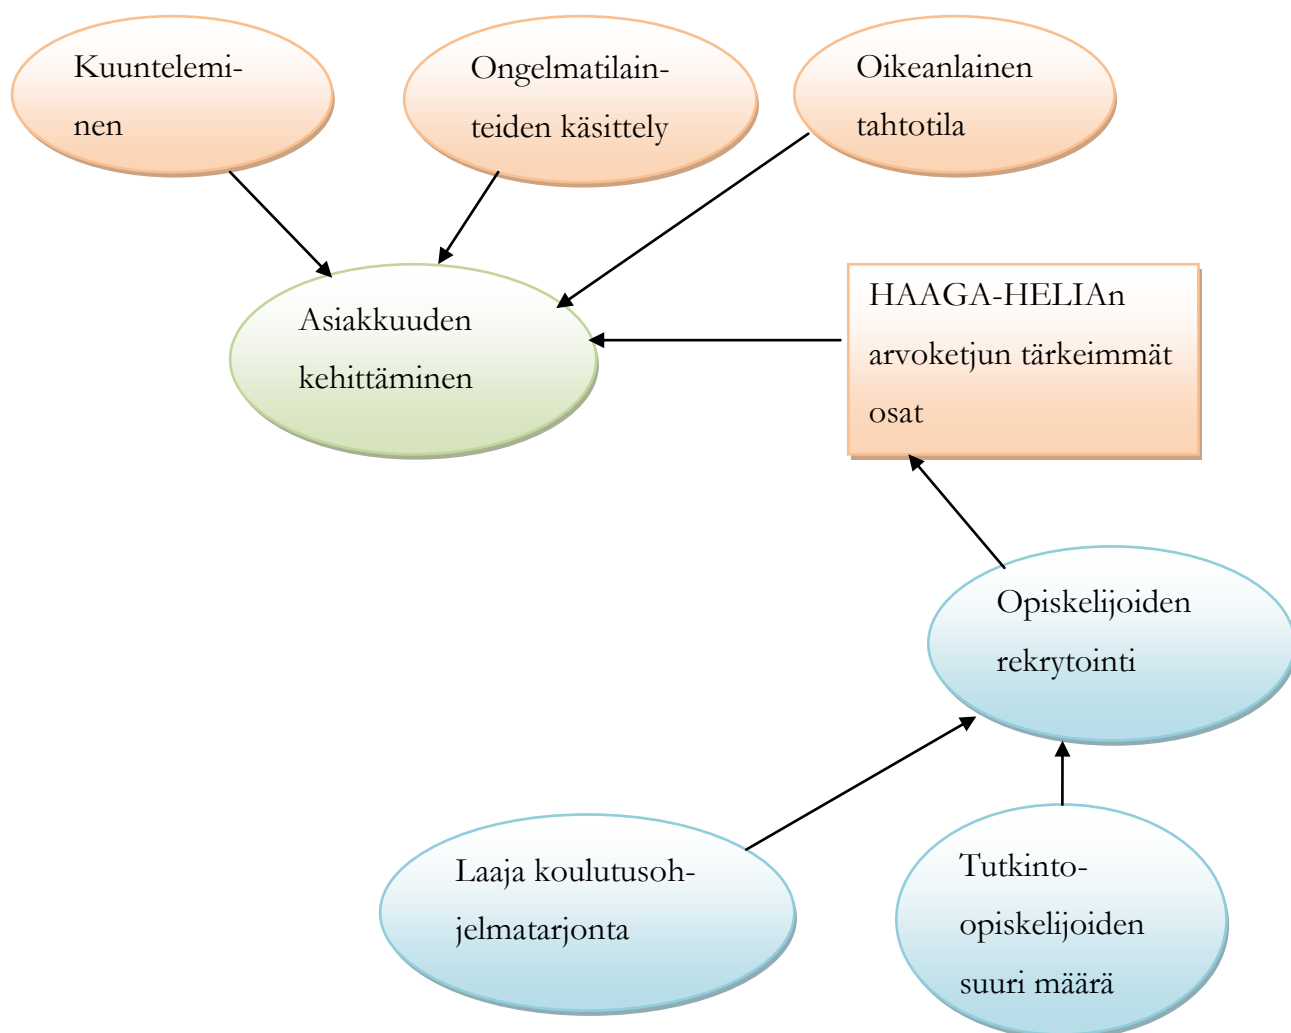 Kuuntelemi-
nen
Ongelmatilain-
teiden käsittely
Oikeanlainen
tahtotila
Asiakkuuden
kehittäminen
HAAGA-HELIAn
arvoketjun tärkeimmät
osat
Opiskelijoiden
rekrytointi
Laaja koulutusoh-
jelmatarjonta
Tutkinto-
opiskelijoiden
suuri määrä